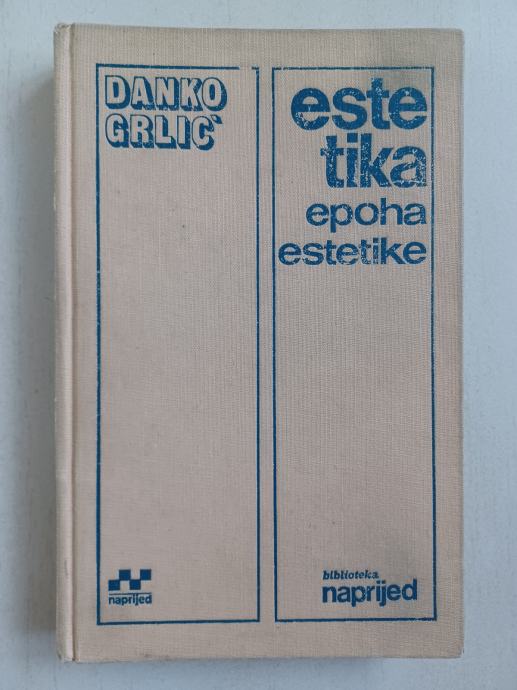 DANKO
GRLIĆ
este
tika
epoha
estetike
naprijed
biblioteka
naprijed